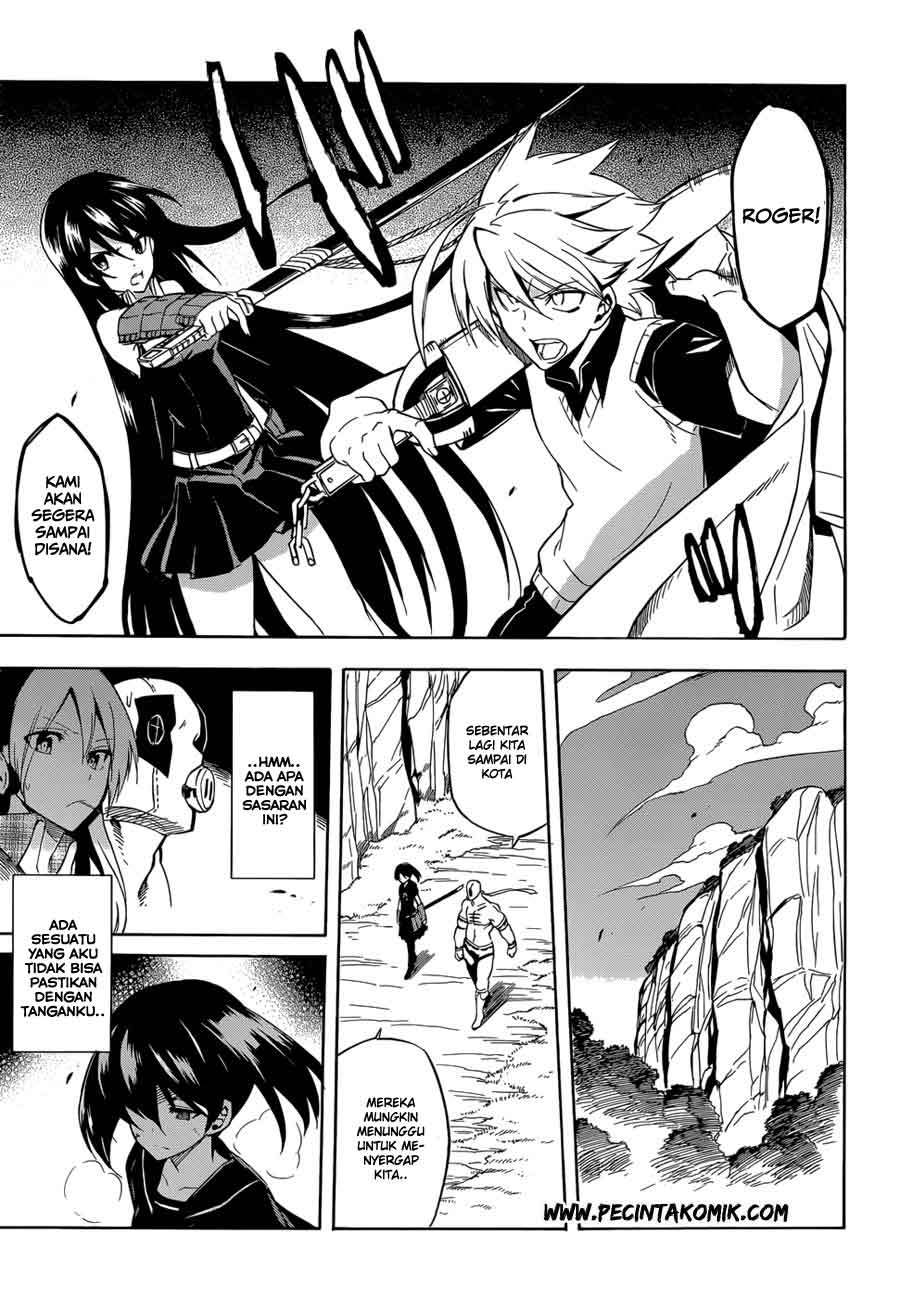 ROGER!
KAMI
AKAN
SEGERA
SAMPAI
DISANA!
SEBENTAR
LAGI KITA
SAMPAI DI
KOTA
MEREKA
MUNGKIN
MENUNGGU
UNTUK ME-
NYERGAP
KITA..
..HMM..
ADA APA
DENGAN
SASARAN
INI?
ADA
SESUATU
YANG AKU
TIDAK BISA
PASTIKAN
DENGAN
TANGANKU..
WWW.PECINTAKOMIK.COM